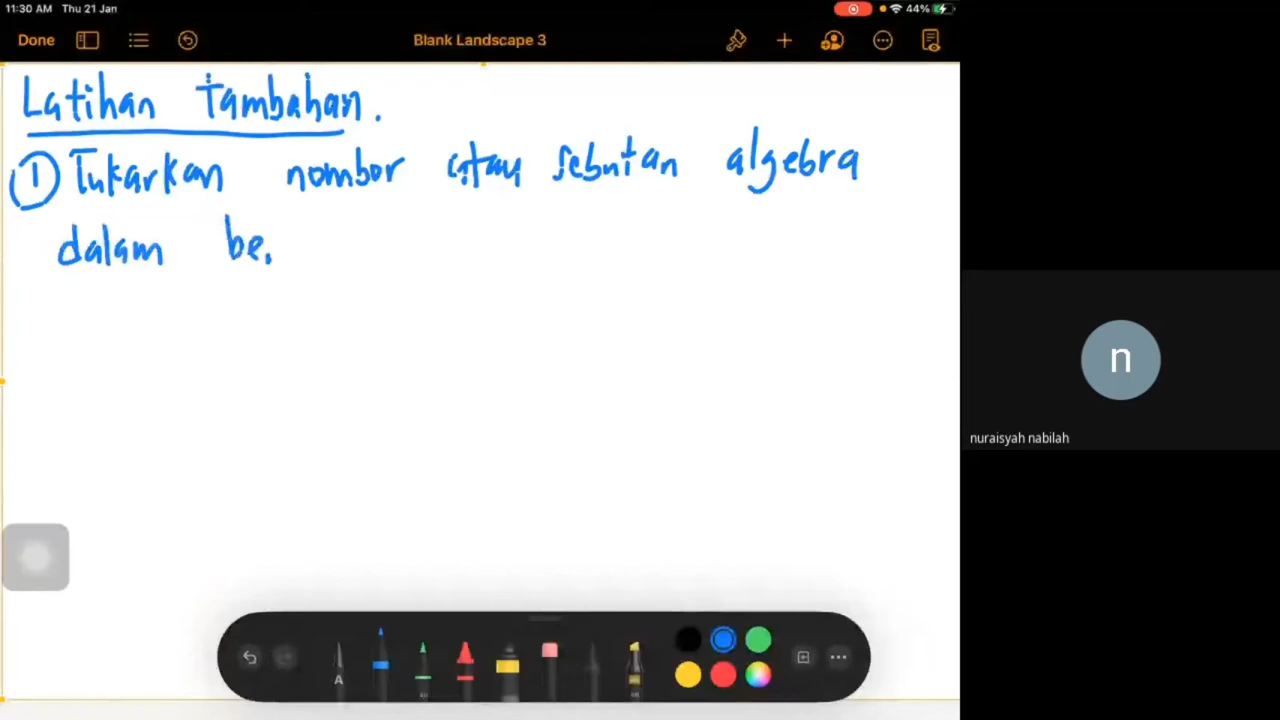 11:30 AM Thu 21 Jan
44%
Done
Blank Landscape 3
Latihan Tambahan.
① Tukarkan nombor atau sebutan algebra
dalam be.
n
nuraisyah nabilah
A